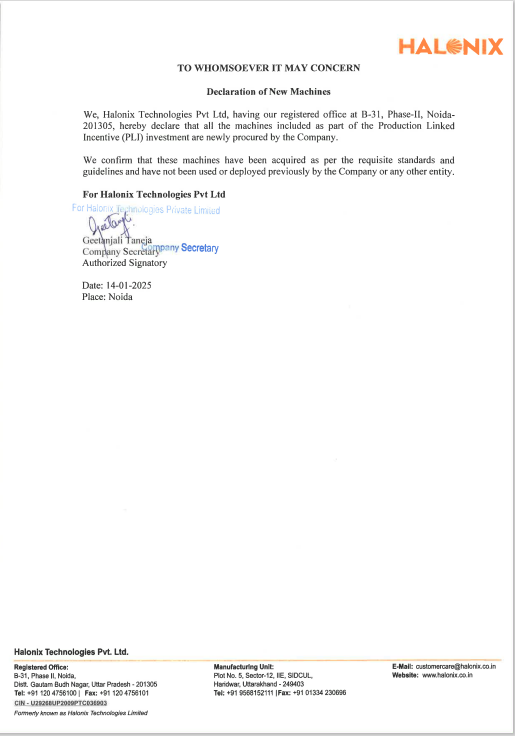 HALONIX
TO WHOMSOEVER IT MAY CONCERN
Declaration of New Machines
We, Halonix Technologies Pvt Ltd, having our registered office at B-31, Phase-II, Noida-
201305, hereby declare that all the machines included as part of the Production Linked
Incentive (PLI) investment are newly procured by the Company.
We confirm that these machines have been acquired as per the requisite standards and
guidelines and have not been used or deployed previously by the Company or any other entity.
For Halonix Technologies Pvt Ltd
For Halonix Technologies Private Limited
Geetanjali Taneja
Company Secretary
Company Secretary
Authorized Signatory
Date: 14-01-2025
Place: Noida
Halonix Technologies Pvt. Ltd.
Registered Office:
B-31, Phase II, Noida,
Distt. Gautam Budh Nagar, Uttar Pradesh - 201305
Tel: +91 120 4756100 | Fax: +91 120 4756101
CIN - U29268UP2009PTC036903
Formerly known as Halonix Technologies Limited
Manufacturing Unit:
Plot No. 5, Sector-12, IIE, SIDCUL,
Haridwar, Uttarakhand - 249403
Tel: +91 9568152111 |Fax: +91 01334 230696
E-Mail: customercare@halonix.co.in
Website: www.halonix.co.in